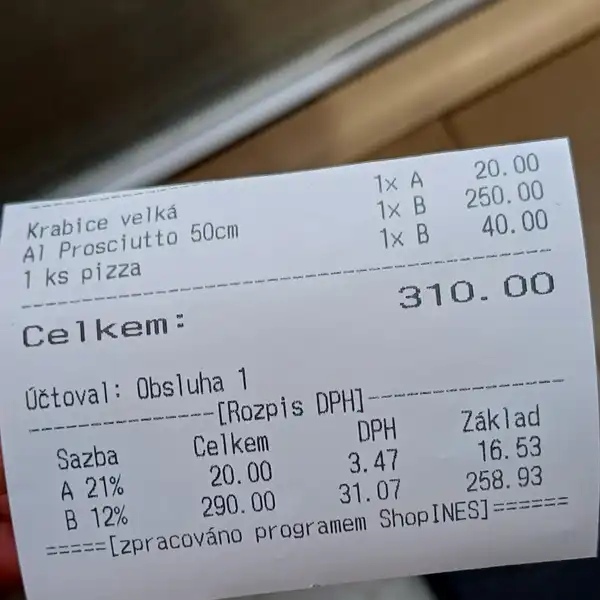 Krabice velká 1x A 20.00
Al Prosciutto 50cm 1x B 250.00
1 ks pizza 1x B 40.00
Celkem: 310.00
Účtoval: Obsluha 1
---------------[Rozpis DPH]---------------
Sazba Celkem DPH Základ
A 21% 20.00 3.47 16.53
B 12% 290.00 31.07 258.93
=====[zpracováno programem ShopINES]======